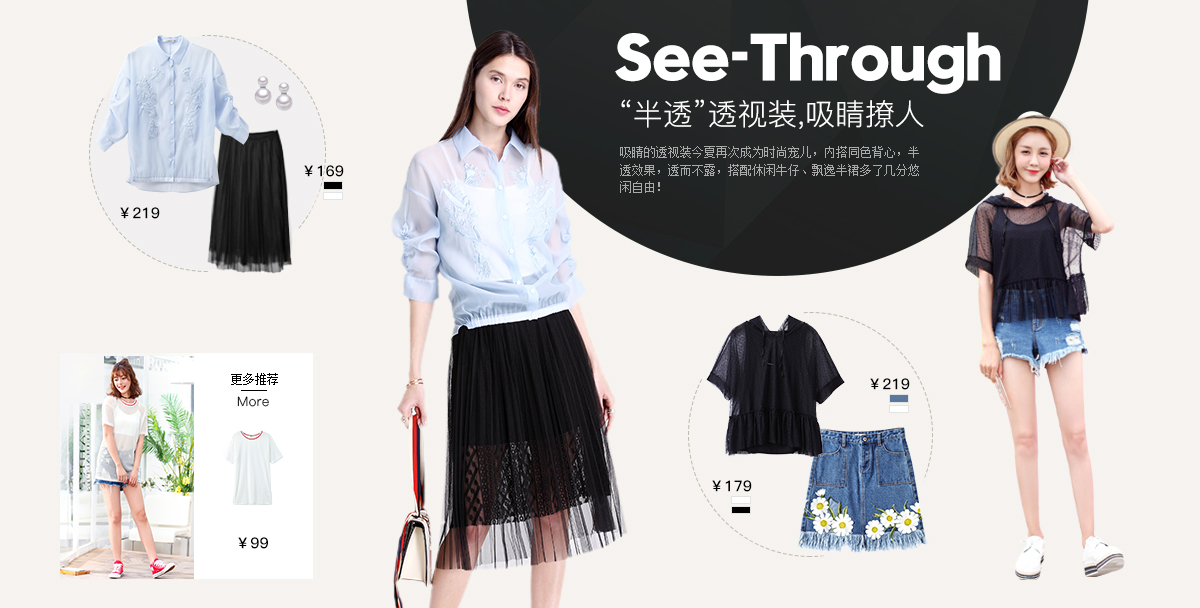 See-Through
“半透”透视装,吸睛撩人
吸睛的透视装今夏再次成为时尚宠儿，内搭同色背心，半
透效果，透而不露，搭配休闲牛仔、飘逸半裙多了几分悠
闲自由！
¥169
¥219
更多推荐
More
¥99
¥219
¥179